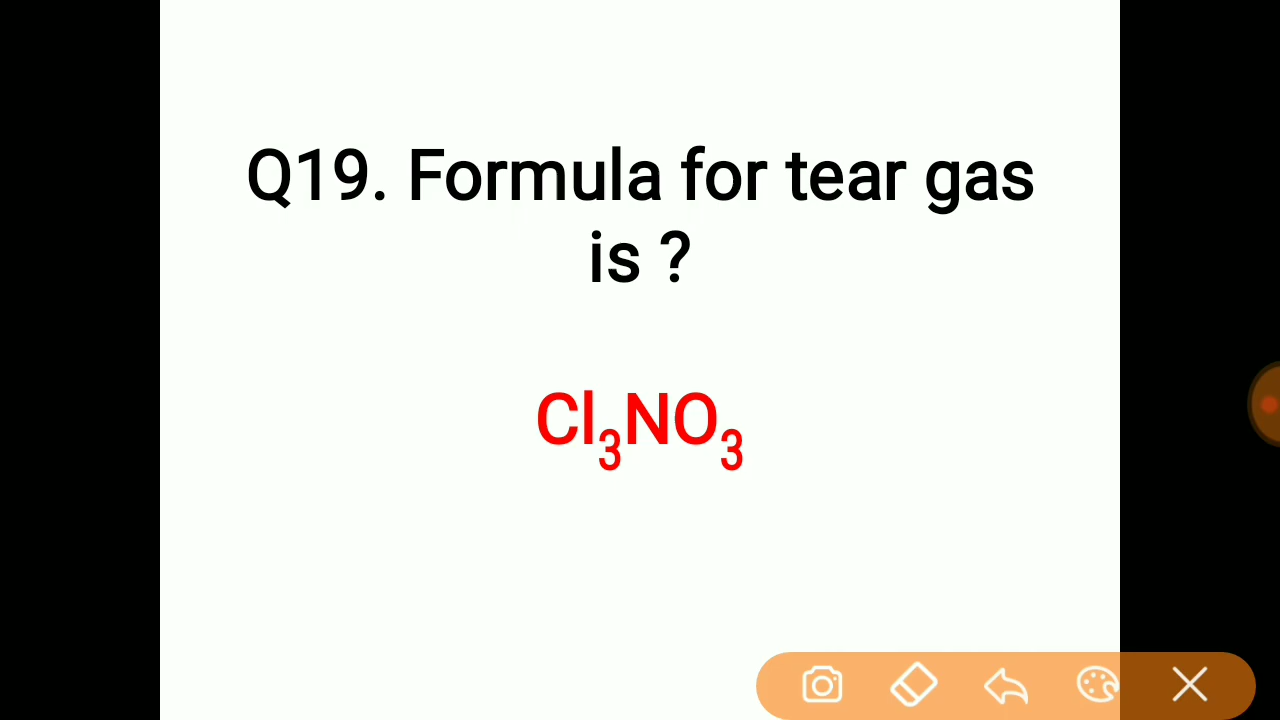 Q19. Formula for tear gas
is ?
Cl₃NO₃